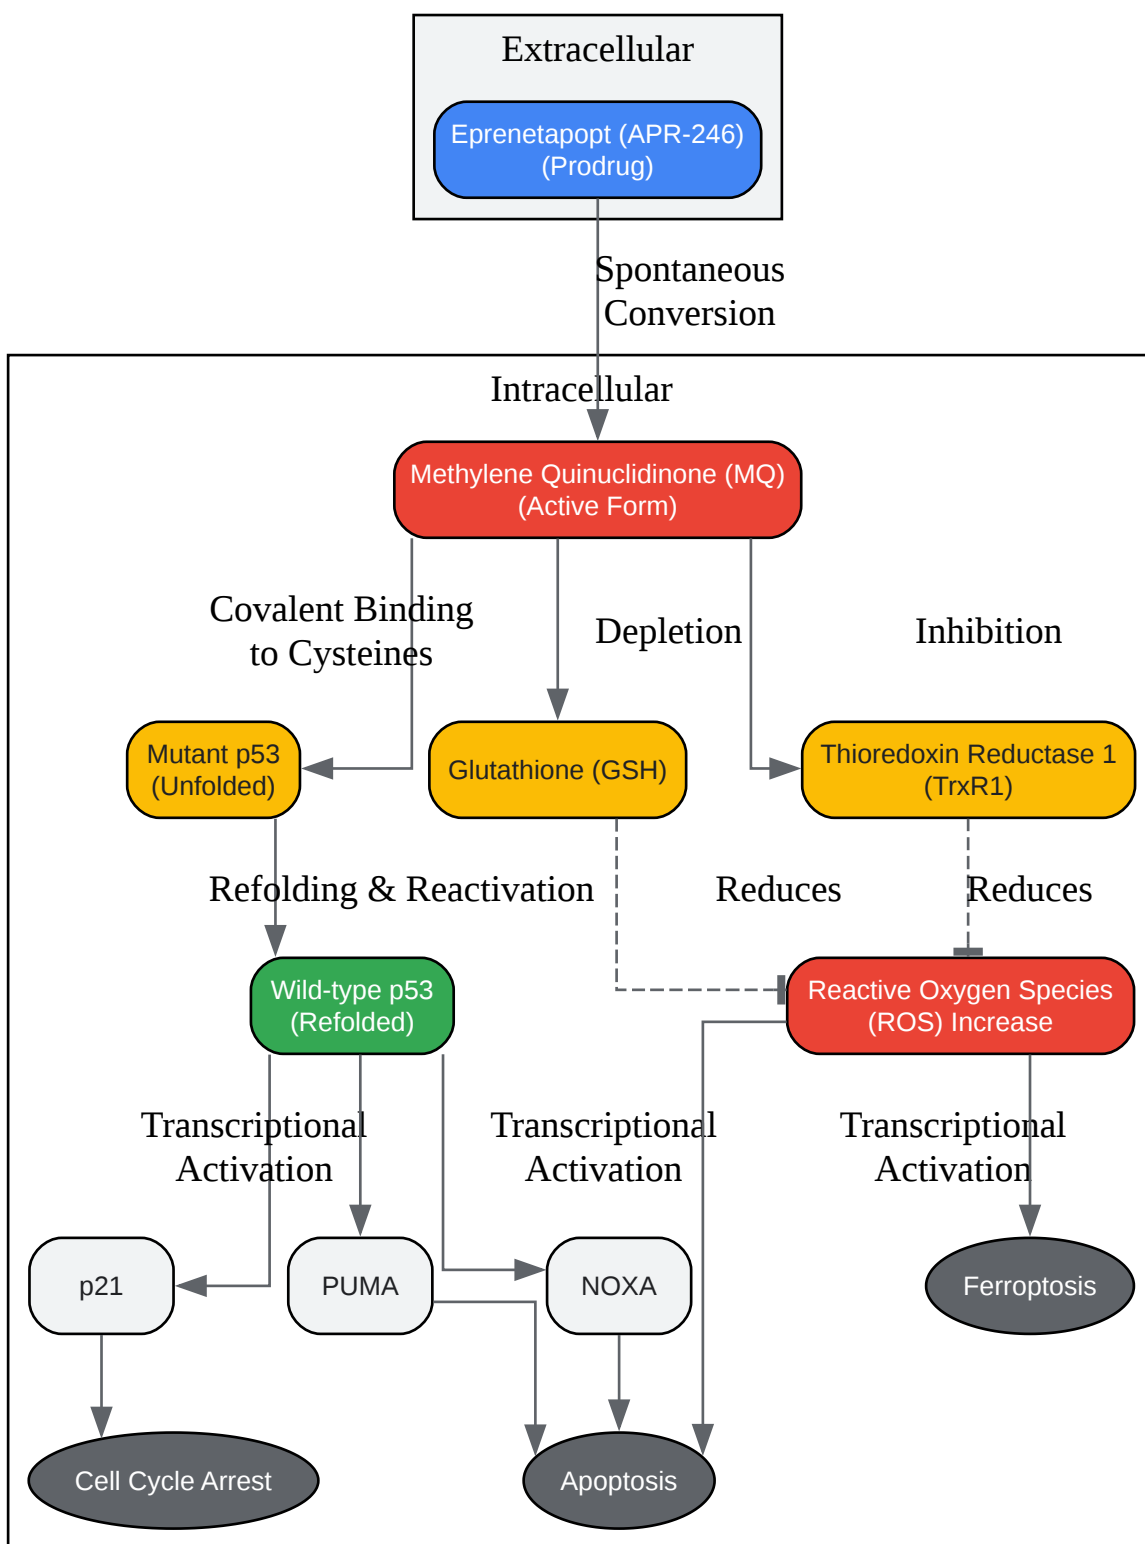 Extracellular
Eprenetapopt (APR-246)
(Prodrug)
Spontaneous
Conversion
Intracellular
Methylene Quinuclidinone (MQ)
(Active Form)
Covalent Binding
to Cysteines
Depletion
Inhibition
Mutant p53
(Unfolded)
Glutathione (GSH)
Thioredoxin Reductase 1
(TrxR1)
Refolding & Reactivation
Reduces
Reduces
Wild-type p53
(Refolded)
Reactive Oxygen Species
(ROS) Increase
Transcriptional
Activation
Transcriptional
Activation
Transcriptional
Activation
p21
PUMA
NOXA
Ferroptosis
Cell Cycle Arrest
Apoptosis